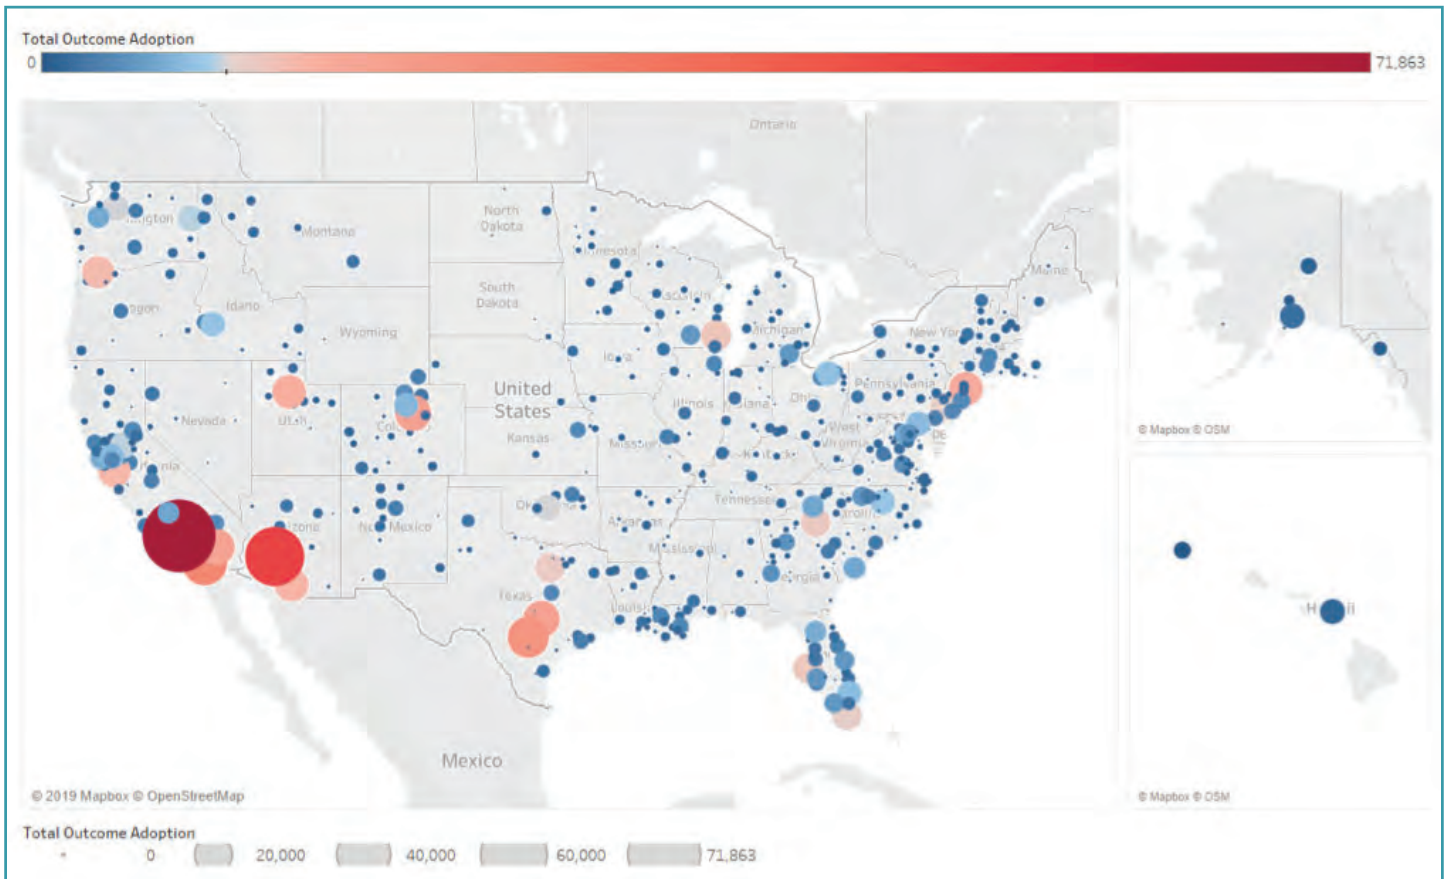 Total Outcome Adoption
0
71,863
Ontario
North
Dakota
Montana
Maine
South
Dakota
Idaho
Wyoming
New York
United
States
Pennsylvania
Nevada
Illinois
Kansas
West
Virginia
DE
Tennessee
New Mexico
Arkansas
Mississippi
Texas
Mexico
© 2019 Mapbox © OpenStreetMap
© Mapbox © OSM
© Mapbox © OSM
Total Outcome Adoption
0
20,000
40,000
60,000
71,863